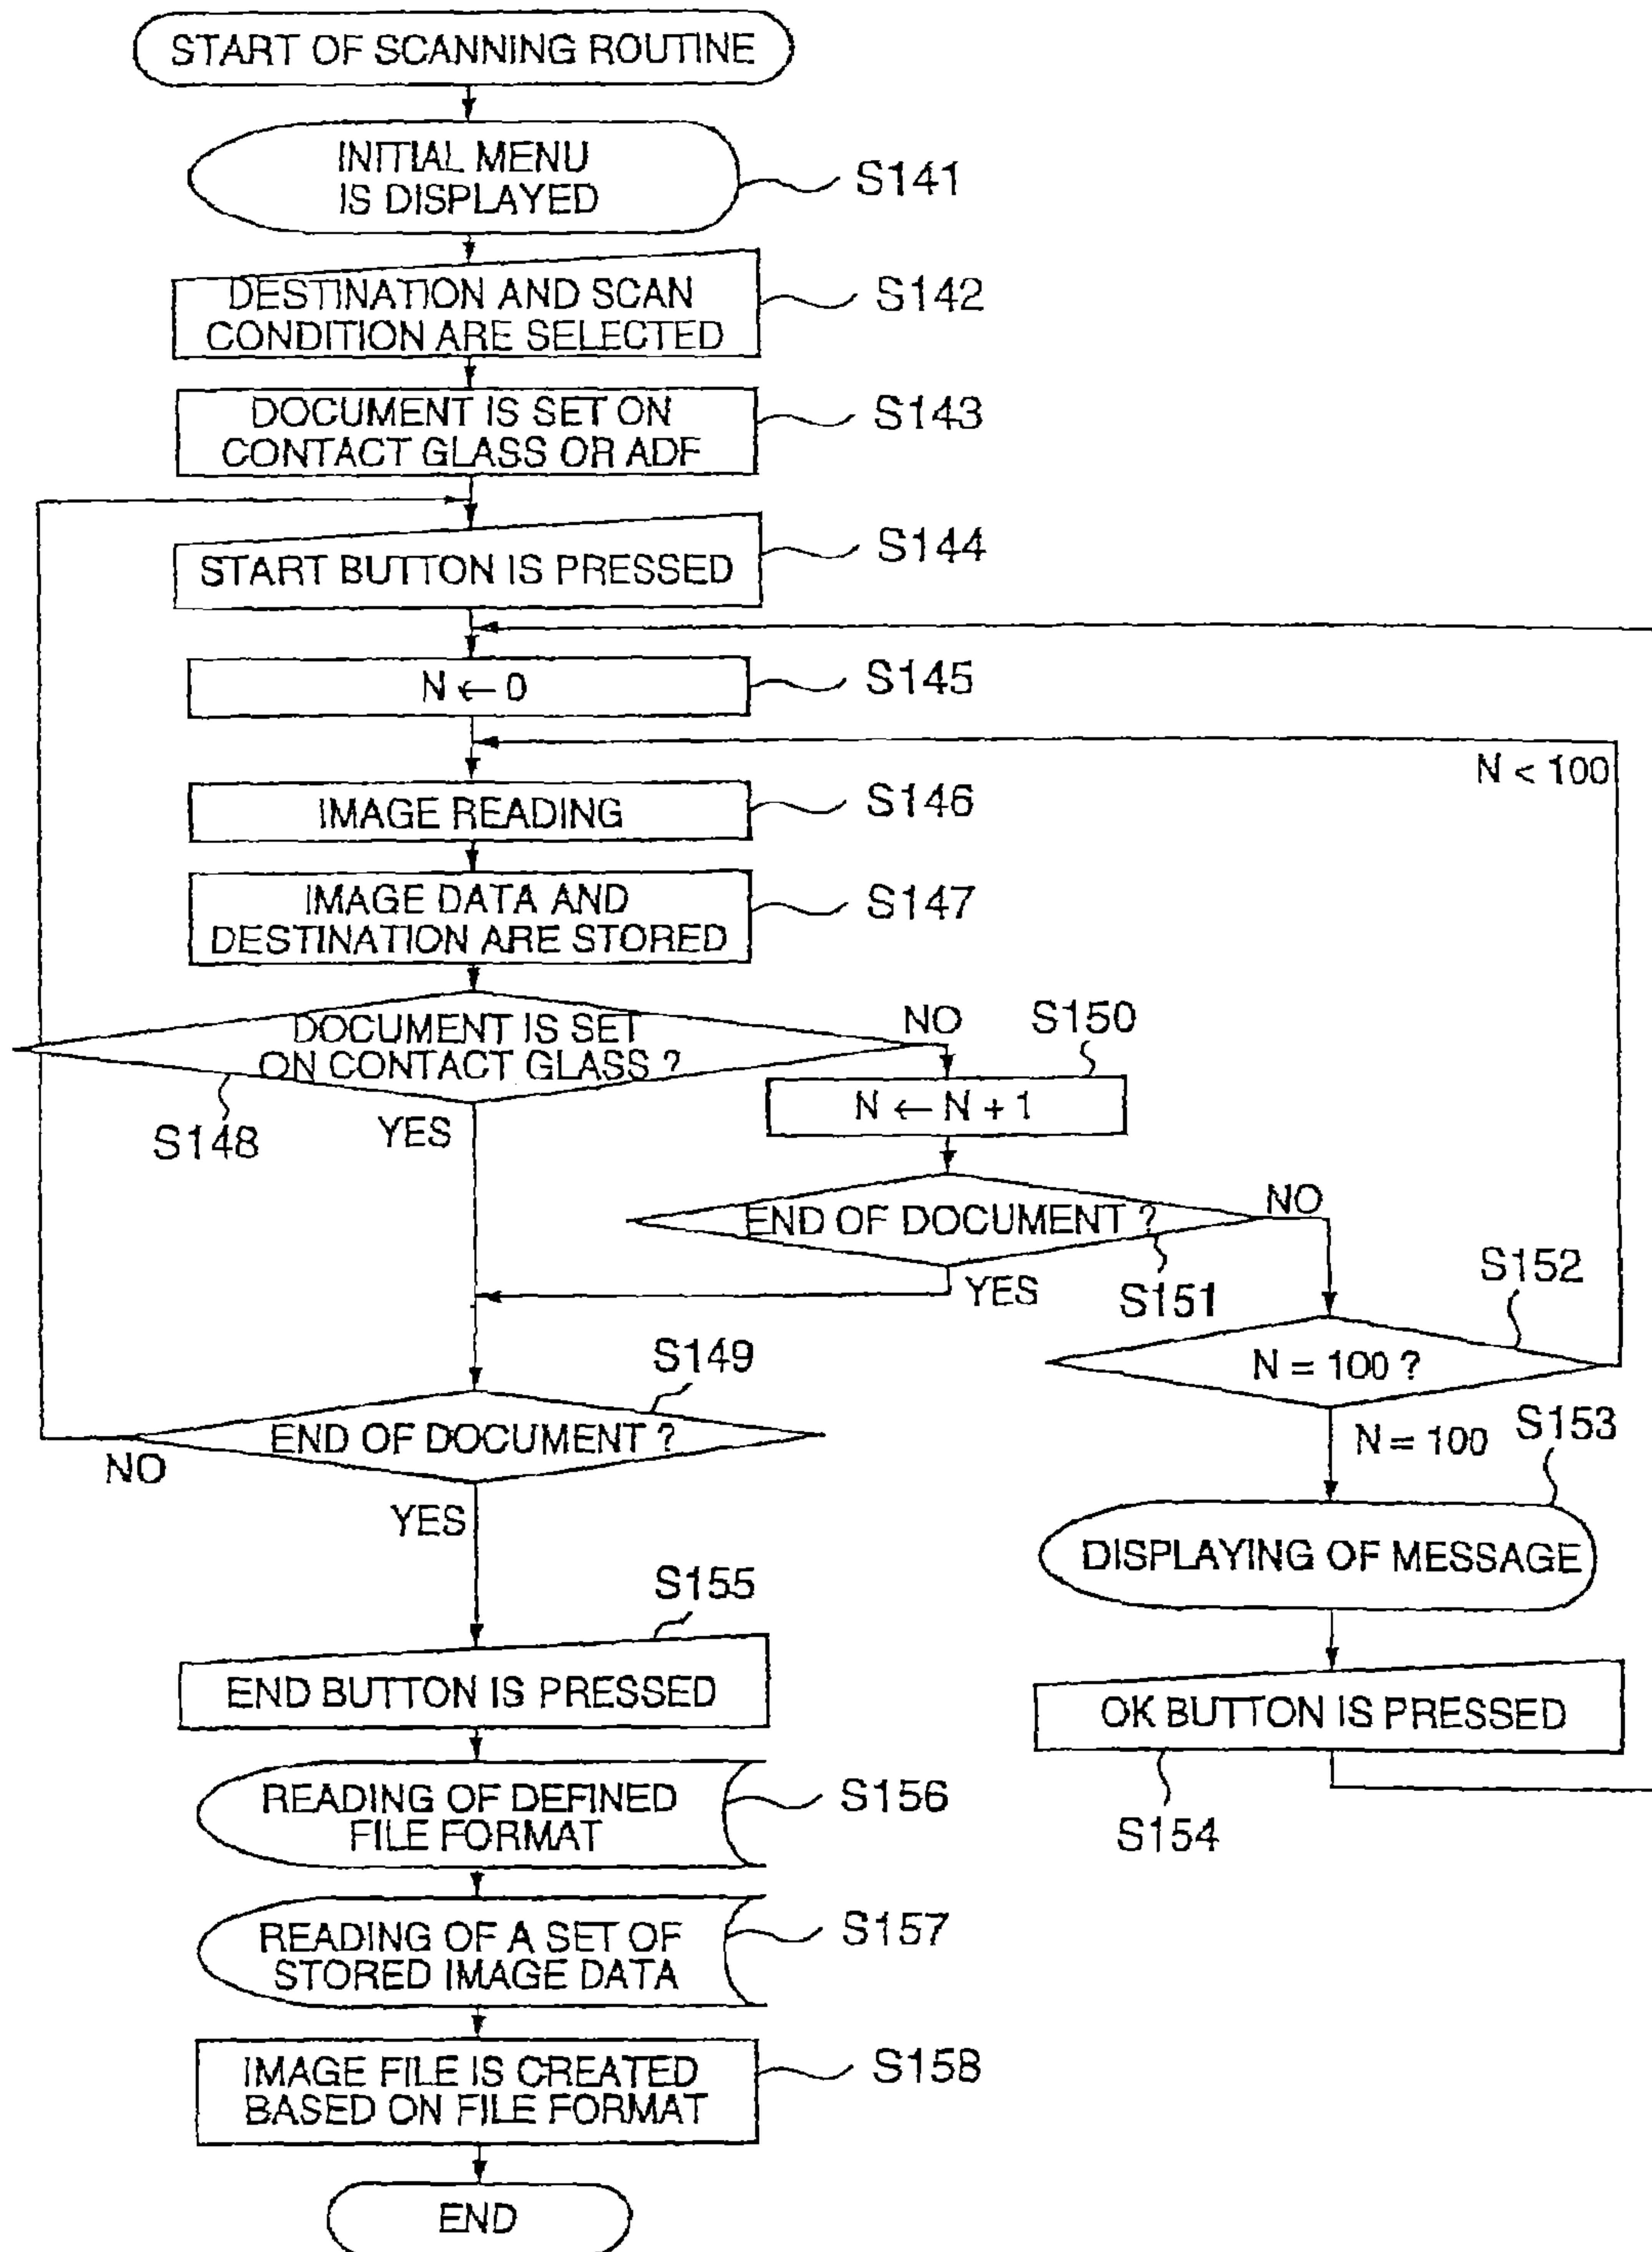 START OF SCANNING ROUTINE
INITIAL MENU
IS DISPLAYED
S141
DESTINATION AND SCAN
CONDITION ARE SELECTED
S142
DOCUMENT IS SET ON
CONTACT GLASS OR ADF
S143
START BUTTON IS PRESSED
S144
N ← 0
S145
N < 100
IMAGE READING
S146
IMAGE DATA AND
DESTINATION ARE STORED
S147
DOCUMENT IS SET
ON CONTACT GLASS ?
NO
S150
S148
YES
N ← N + 1
END OF DOCUMENT ?
NO
YES
S151
S152
N = 100 ?
S149
END OF DOCUMENT ?
NO
YES
N = 100
S153
DISPLAYING OF MESSAGE
S155
END BUTTON IS PRESSED
OK BUTTON IS PRESSED
S154
READING OF DEFINED
FILE FORMAT
S156
READING OF A SET OF
STORED IMAGE DATA
S157
IMAGE FILE IS CREATED
BASED ON FILE FORMAT
S158
END